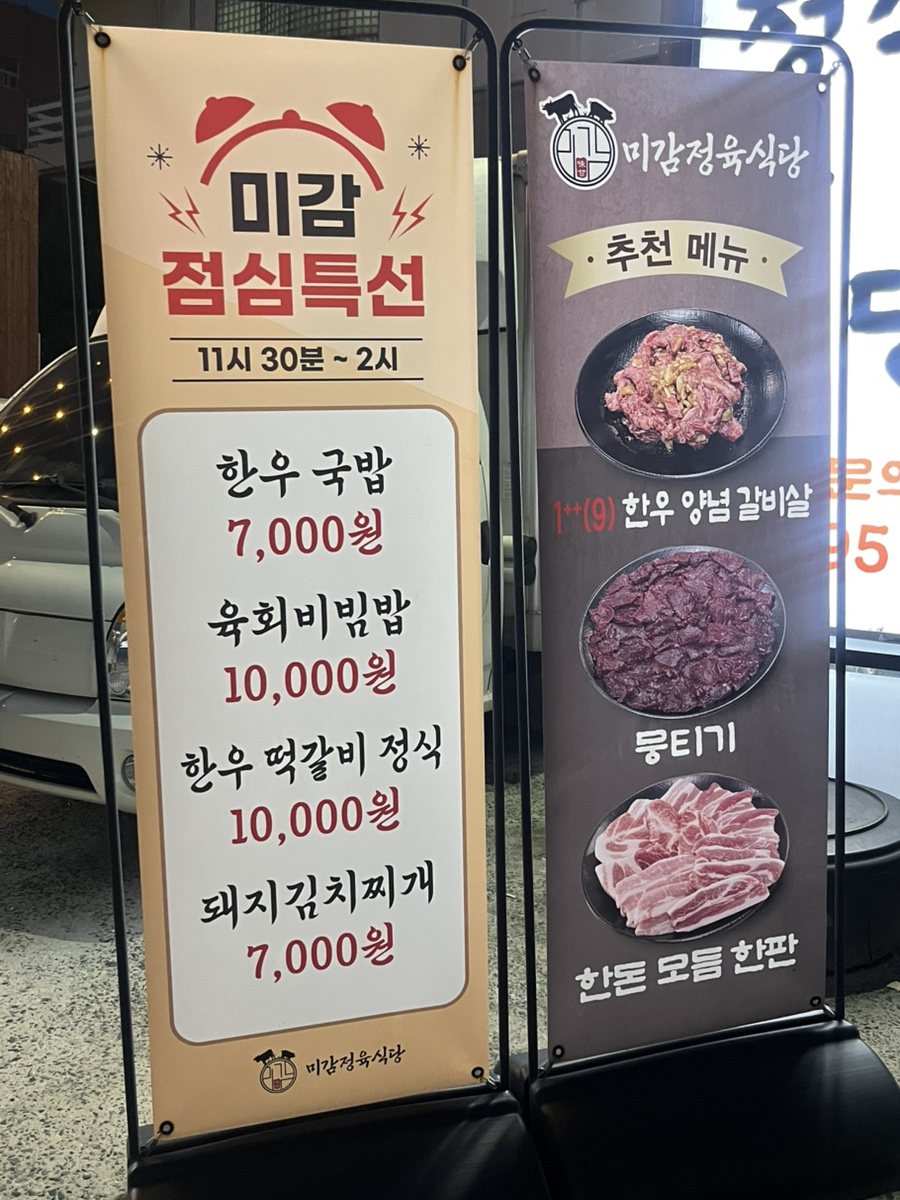 미감
점심특선
11시 30분 ~ 2시
한우 국밥
7,000원
육회비빔밥
10,000원
한우 떡갈비 정식
10,000원
돼지김치찌개
7,000원
미감정육식당
미감정육식당
· 추천 메뉴 ·
1++(9) 한우 양념 갈비살
뭉티기
한돈 모듬 한판
문의
95